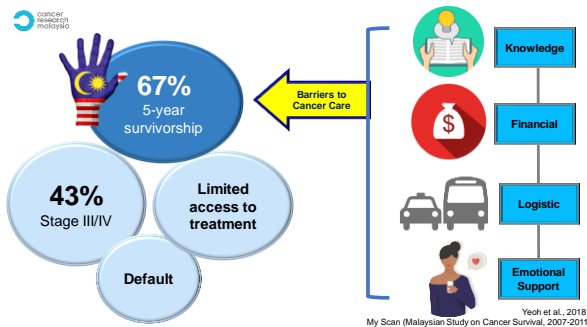 cancer
research
malaysia
67%
5-year
survivorship
43%
Stage III/IV
Limited
access to
treatment
Default
Barriers to
Cancer Care
$
Knowledge
Financial
Logistic
Emotional
Support
Yeoh et al., 2018
My Scan (Malaysian Study on Cancer Survival, 2007-2011